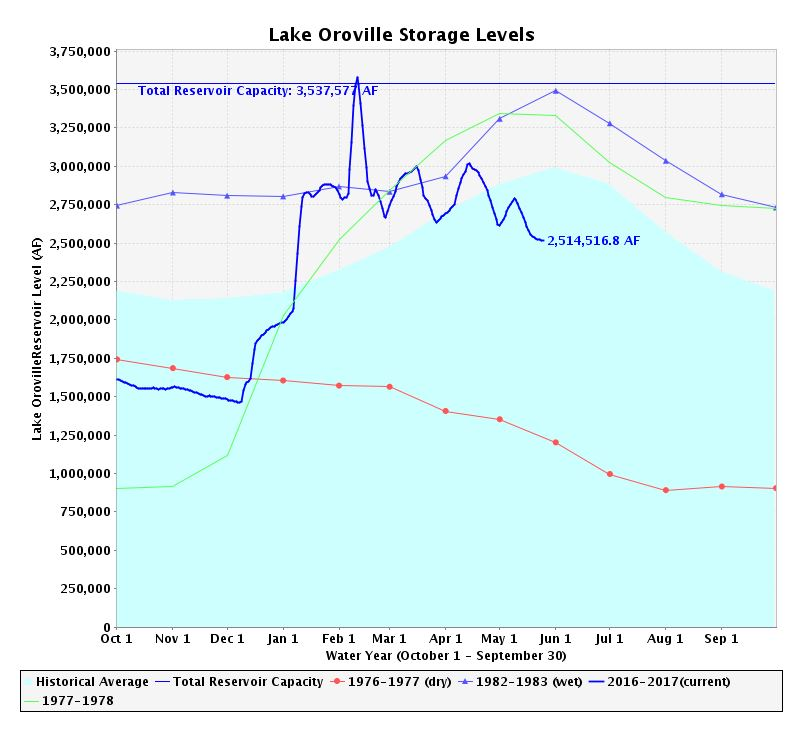 Lake Oroville Storage Levels
3,750,000
3,500,000
3,250,000
3,000,000
2,750,000
2,500,000
2,250,000
2,000,000
1,750,000
1,500,000
1,250,000
1,000,000
750,000
500,000
250,000
0
Lake OrovilleReservoir Level (AF)
Total Reservoir Capacity: 3,537,577 AF
2,514,516.8 AF
Oct 1 Nov 1 Dec 1 Jan 1 Feb 1 Mar 1 Apr 1 May 1 Jun 1 Jul 1 Aug 1 Sep 1
Water Year (October 1 - September 30)
Historical Average Total Reservoir Capacity 1976-1977 (dry) 1982-1983 (wet) 2016-2017(current)
1977-1978